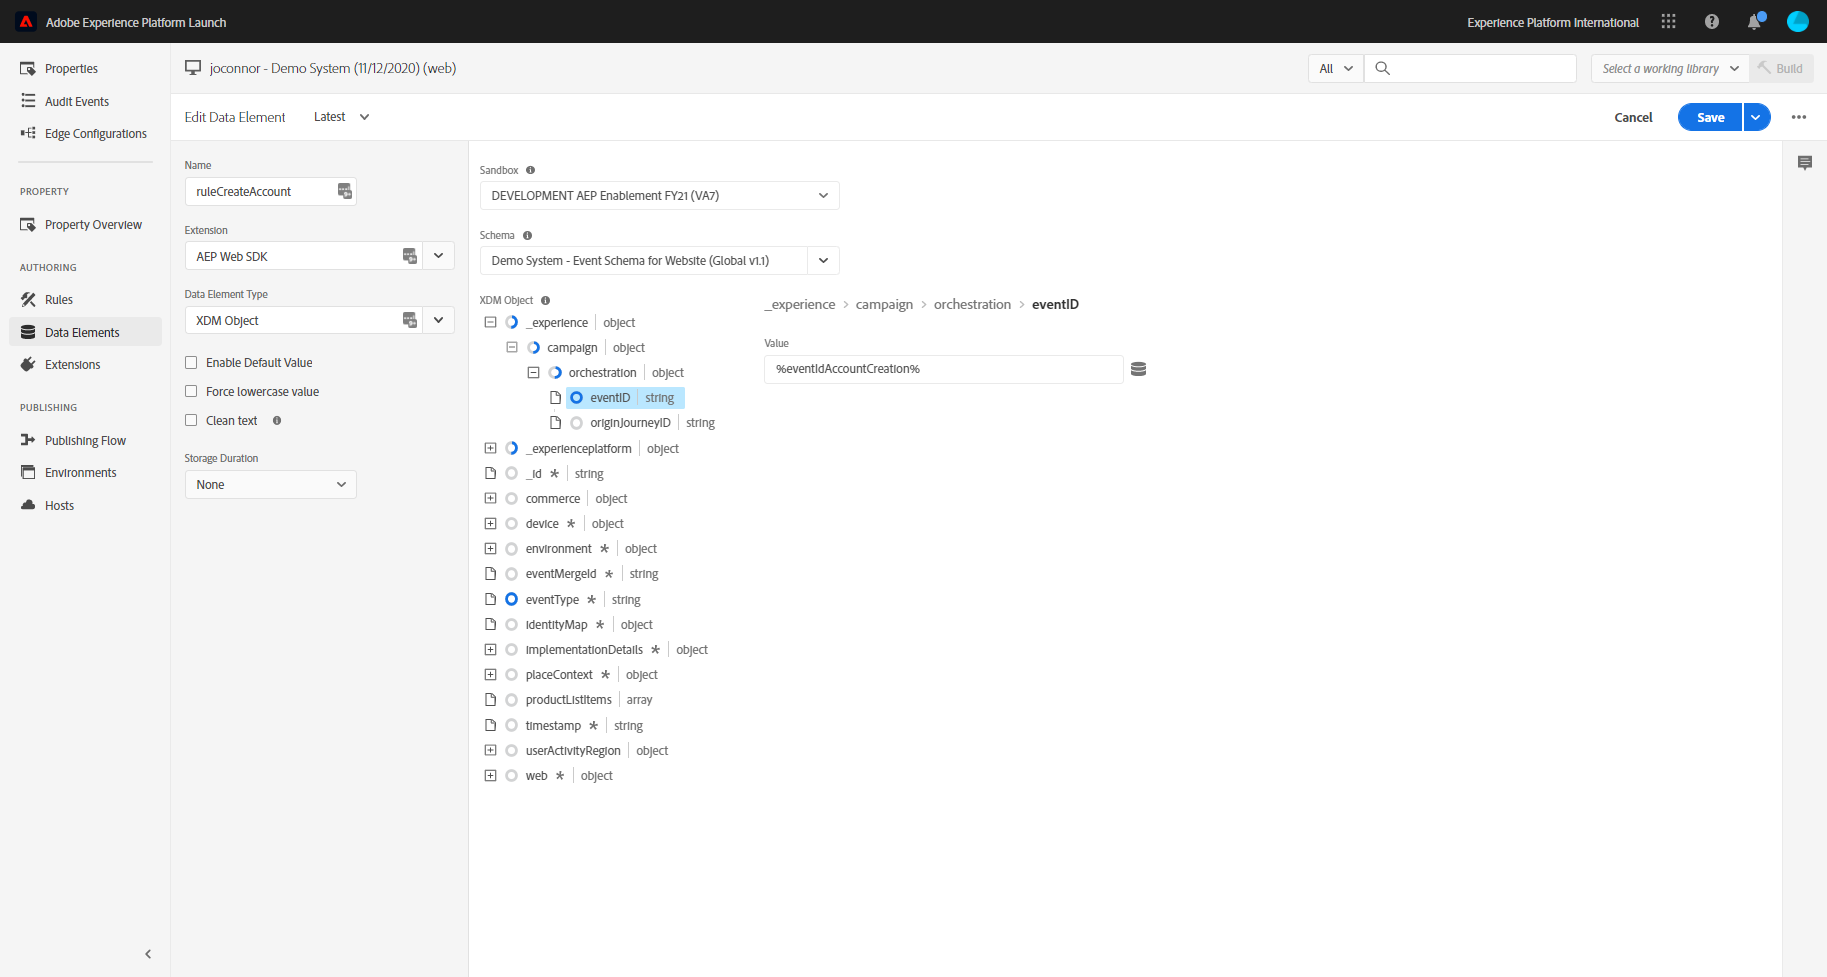 Adobe Experience Platform Launch
Experience Platform International
Properties
Audit Events
Edge Configurations
PROPERTY
Property Overview
AUTHORING
Rules
Data Elements
Extensions
PUBLISHING
Publishing Flow
Environments
Hosts
joconnor - Demo System (11/12/2020) (web)
All
Select a working library
Build
Edit Data Element
Latest
Cancel
Save
Name
ruleCreateAccount
Extension
AEP Web SDK
Data Element Type
XDM Object
Enable Default Value
Force lowercase value
Clean text
Storage Duration
None
Sandbox
DEVELOPMENT AEP Enablement FY21 (VA7)
Schema
Demo System - Event Schema for Website (Global v1.1)
XDM Object
_experience | object
campaign | object
orchestration | object
eventID | string
originJourneyID | string
_experienceplatform | object
_id * | string
commerce | object
device * | object
environment * | object
eventMergeId * | string
eventType * | string
identityMap * | object
implementationDetails * | object
placeContext * | object
productListItems | array
timestamp * | string
userActivityRegion | object
web * | object
_experience > campaign > orchestration > eventID
Value
%eventIdAccountCreation%